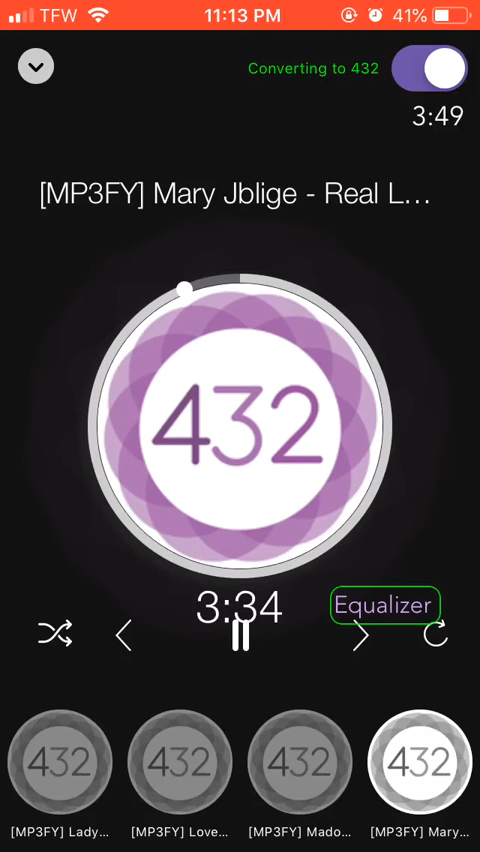 TFW 11:13 PM 41%
Converting to 432
3:49
[MP3FY] Mary Jblige - Real L...
432
3:34
Equalizer
432 432 432 432
[MP3FY] Lady... [MP3FY] Love... [MP3FY] Mado... [MP3FY] Mary...